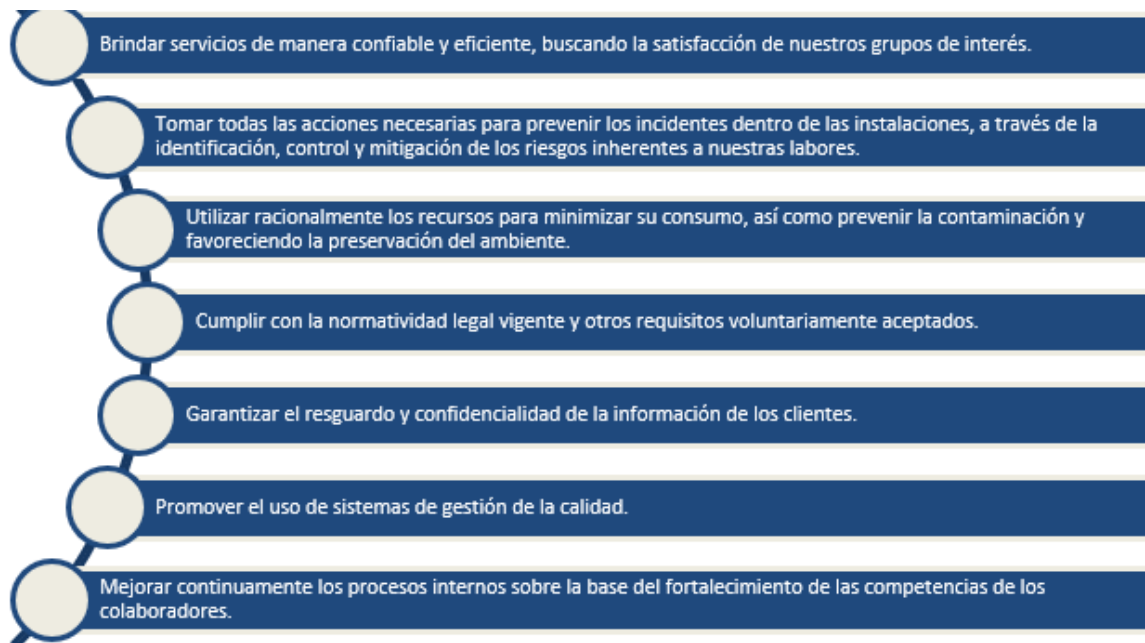 Brindar servicios de manera confiable y eficiente, buscando la satisfacción de nuestros grupos de interés.
Tomar todas las acciones necesarias para prevenir los incidentes dentro de las instalaciones, a través de la
identificación, control y mitigación de los riesgos inherentes a nuestras labores.
Utilizar racionalmente los recursos para minimizar su consumo, así como prevenir la contaminación y
favoreciendo la preservación del ambiente.
Cumplir con la normatividad legal vigente y otros requisitos voluntariamente aceptados.
Garantizar el resguardo y confidencialidad de la información de los clientes.
Promover el uso de sistemas de gestión de la calidad.
Mejorar continuamente los procesos internos sobre la base del fortalecimiento de las competencias de los
colaboradores.